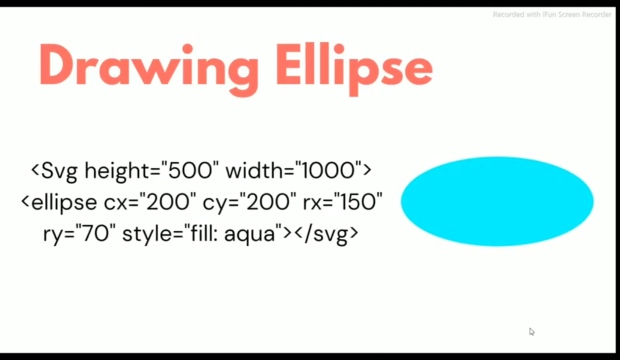 Recorded with iFun Screen Recorder
Drawing Ellipse
<Svg height="500" width="1000">
<ellipse cx="200" cy="200" rx="150"
ry="70" style="fill: aqua"></svg>